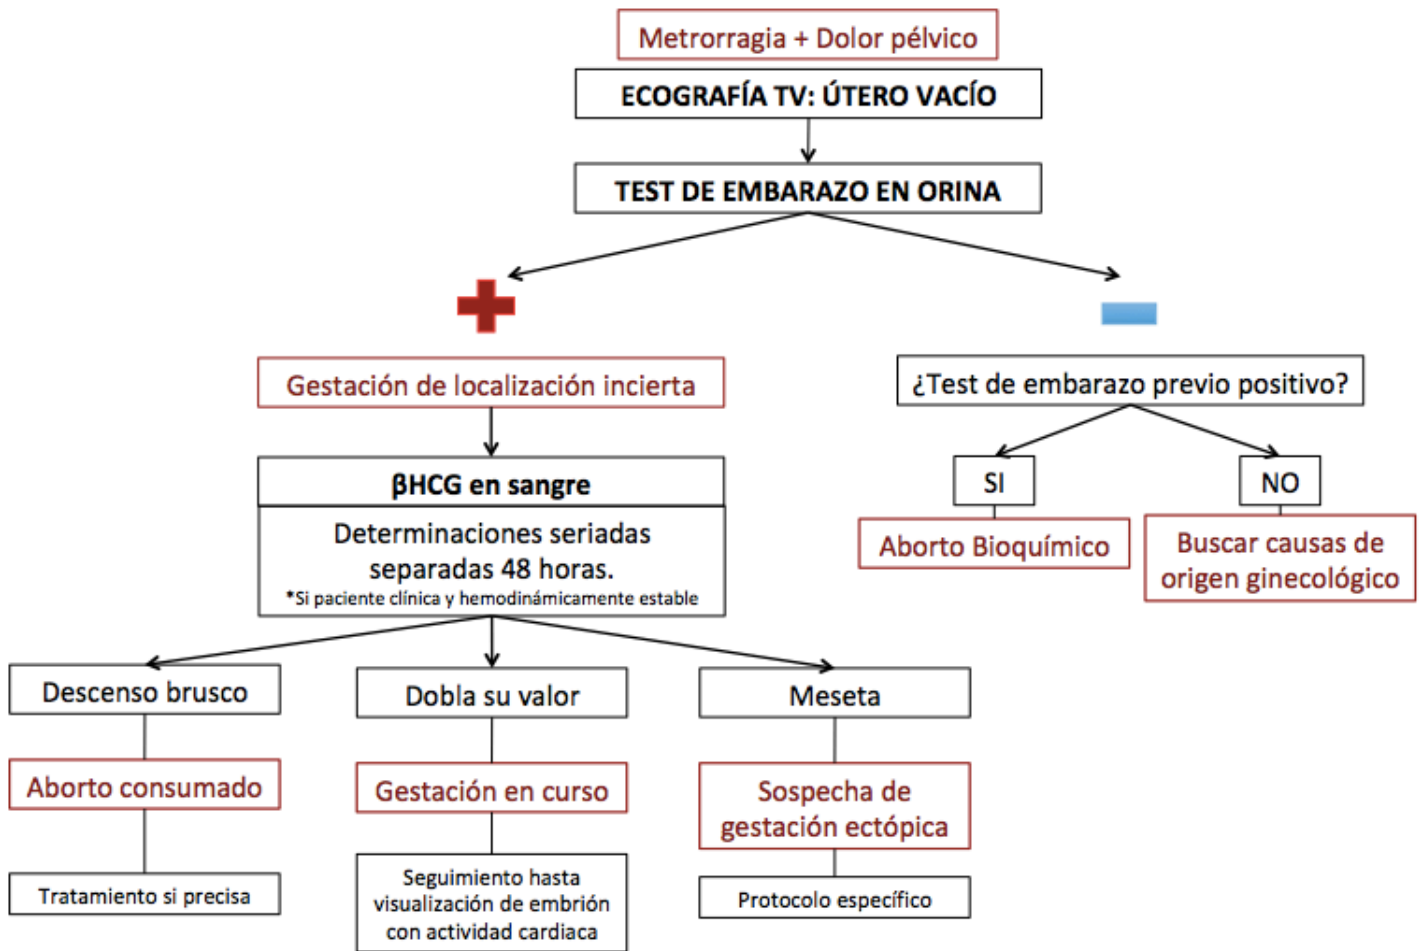 Metrorragia + Dolor pélvico
ECOGRAFÍA TV: ÚTERO VACÍO
TEST DE EMBARAZO EN ORINA
Gestación de localización incierta
¿Test de embarazo previo positivo?
βHCG en sangre
Determinaciones seriadas
separadas 48 horas.
*Si paciente clínica y hemodinámicamente estable
SI
NO
Aborto Bioquímico
Buscar causas de
origen ginecológico
Descenso brusco
Dobla su valor
Meseta
Aborto consumado
Gestación en curso
Sospecha de
gestación ectópica
Tratamiento si precisa
Seguimiento hasta
visualización de embrión
con actividad cardiaca
Protocolo específico